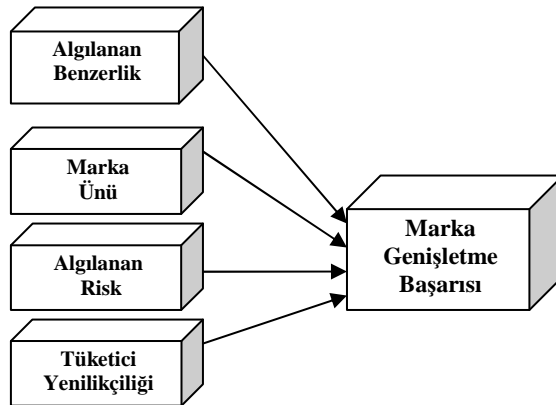 Algılanan
Benzerlik
Marka
Ünü
Algılanan
Risk
Tüketici
Yenilikçiliği
Marka
Genişletme
Başarısı